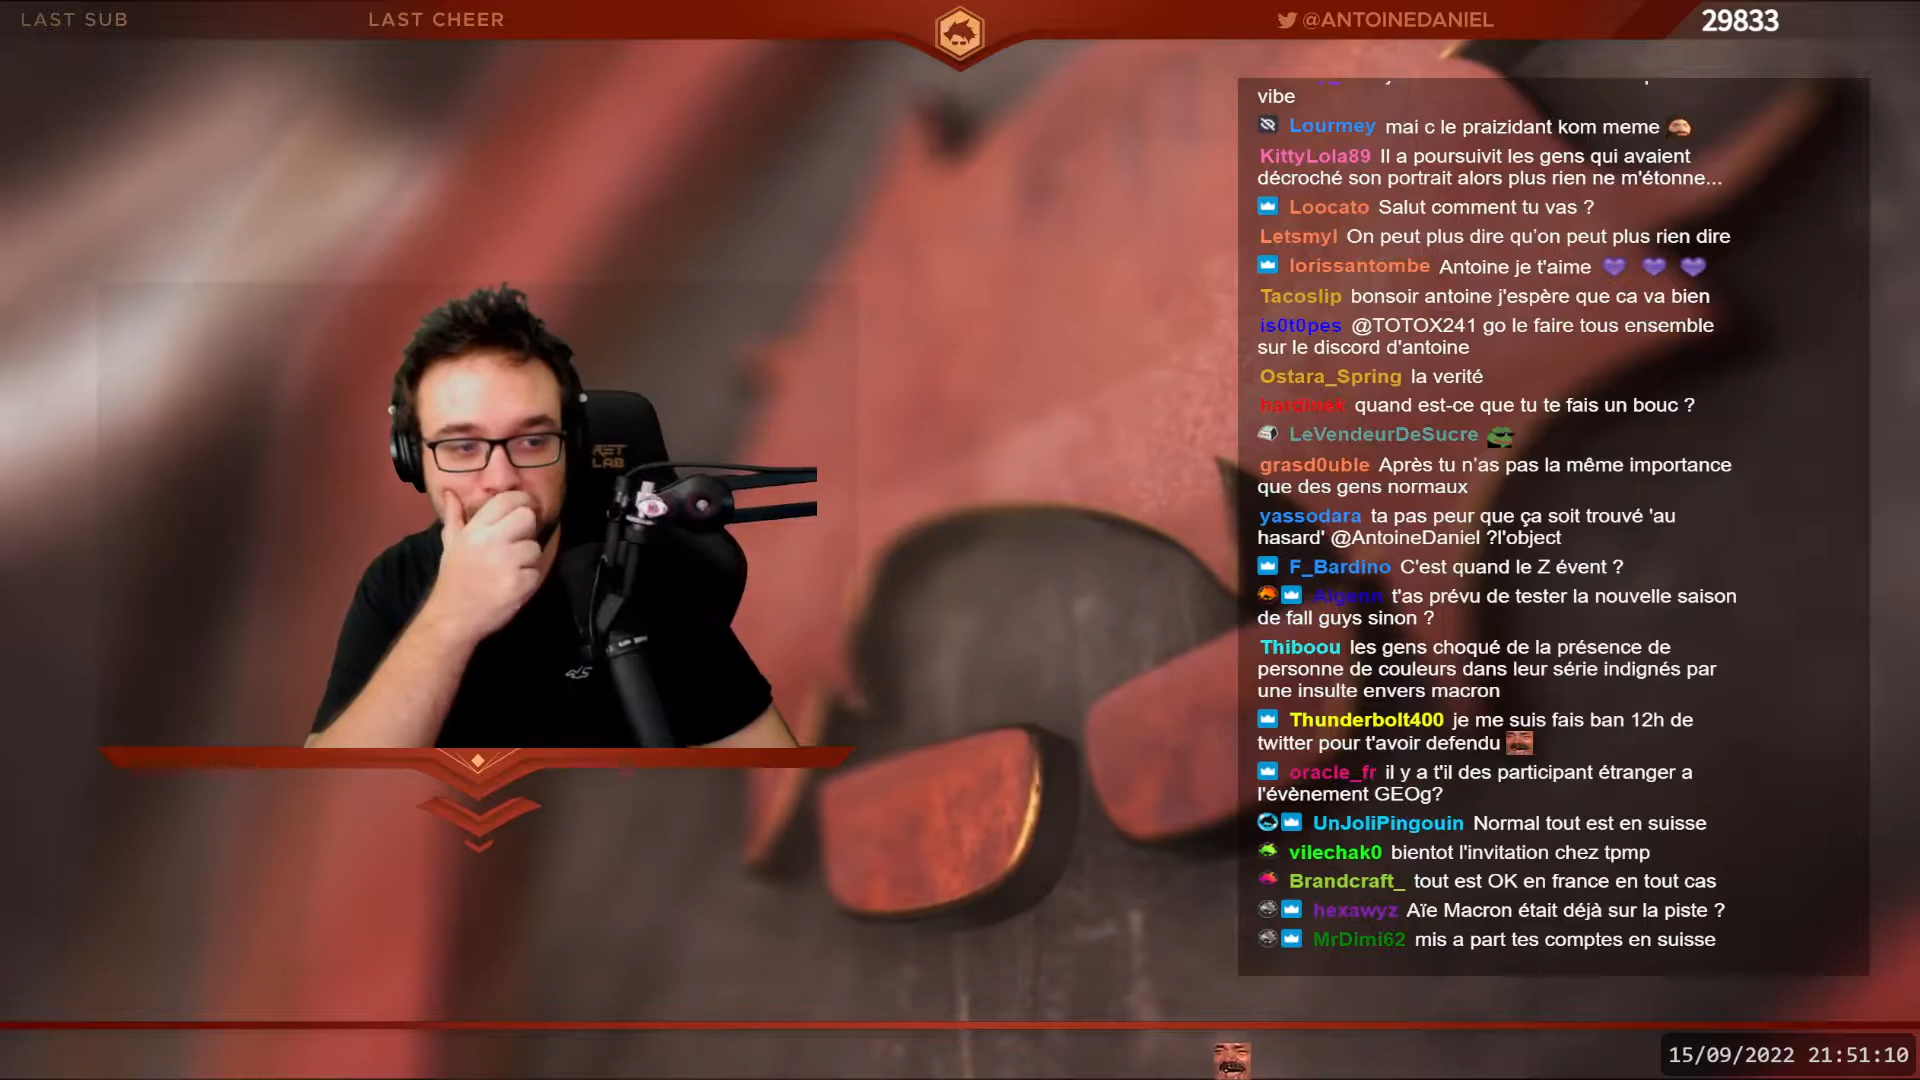 LAST SUB
LAST CHEER
@ANTOINEDANIEL
29833
vibe
Lourmey mai c le praizidant kom meme
KittyLola89 Il a poursuivit les gens qui avaient
décroché son portrait alors plus rien ne m'étonne...
Loocato Salut comment tu vas ?
Letsmyl On peut plus dire qu'on peut plus rien dire
lorissantombe Antoine je t'aime
Tacoslip bonsoir antoine j'espère que ca va bien
is0t0pes @TOTOX241 go le faire tous ensemble
sur le discord d'antoine
Ostara_Spring la verité
hardinek quand est-ce que tu te fais un bouc ?
LeVendeurDeSucre
grasd0uble Après tu n'as pas la même importance
que des gens normaux
yassodara ta pas peur que ça soit trouvé 'au
hasard' @AntoineDaniel ?l'object
F_Bardino C'est quand le Z évent ?
Aigenn t'as prévu de tester la nouvelle saison
de fall guys sinon ?
Thiboou les gens choqué de la présence de
personne de couleurs dans leur série indignés par
une insulte envers macron
Thunderbolt400 je me suis fais ban 12h de
twitter pour t'avoir defendu
oracle_fr il y a t'il des participant étranger a
l'évènement GEOg?
UnJoliPingouin Normal tout est en suisse
vilechak0 bientot l'invitation chez tpmp
Brandcraft_ tout est OK en france en tout cas
hexawyz Aïe Macron était déjà sur la piste ?
MrDimi62 mis a part tes comptes en suisse
15/09/2022 21:51:10